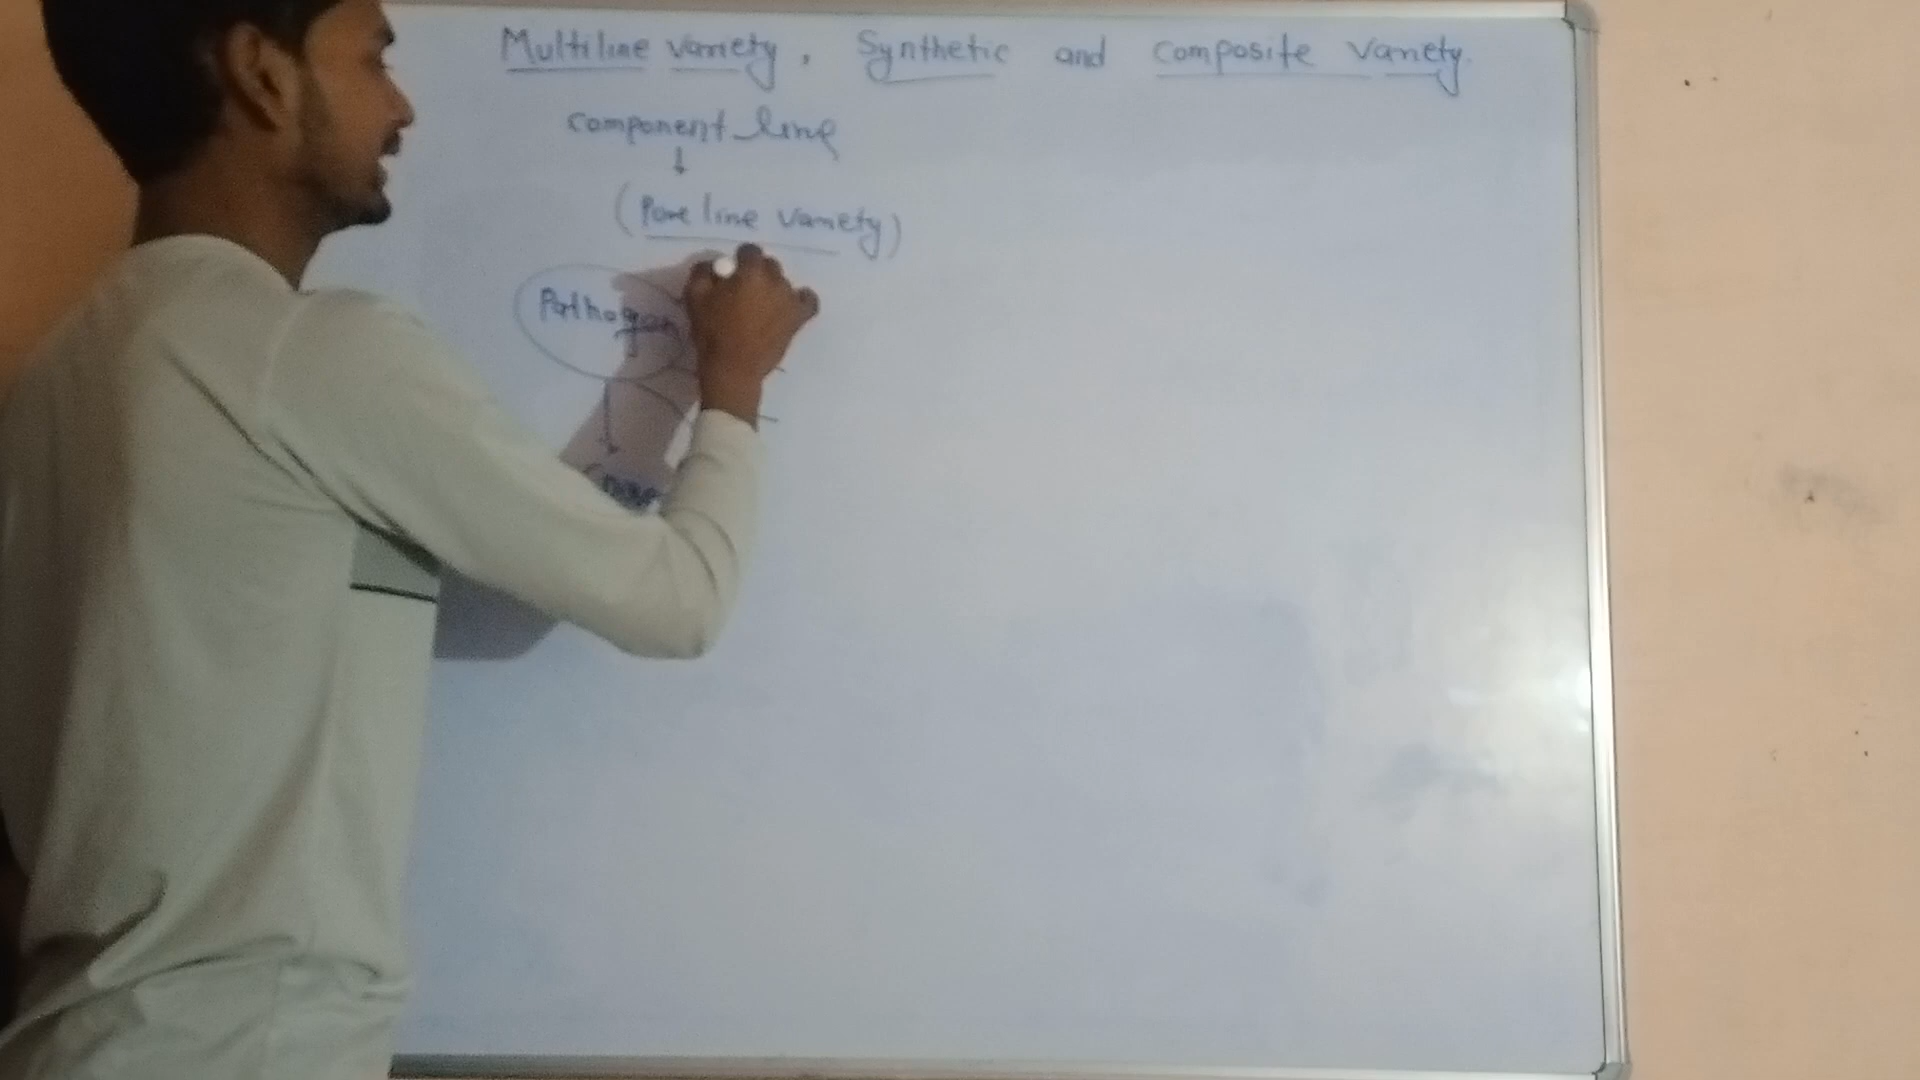 Multiline variety, Synthetic and Composite variety.
Component line
↓
(Pure line variety)
Pathogen